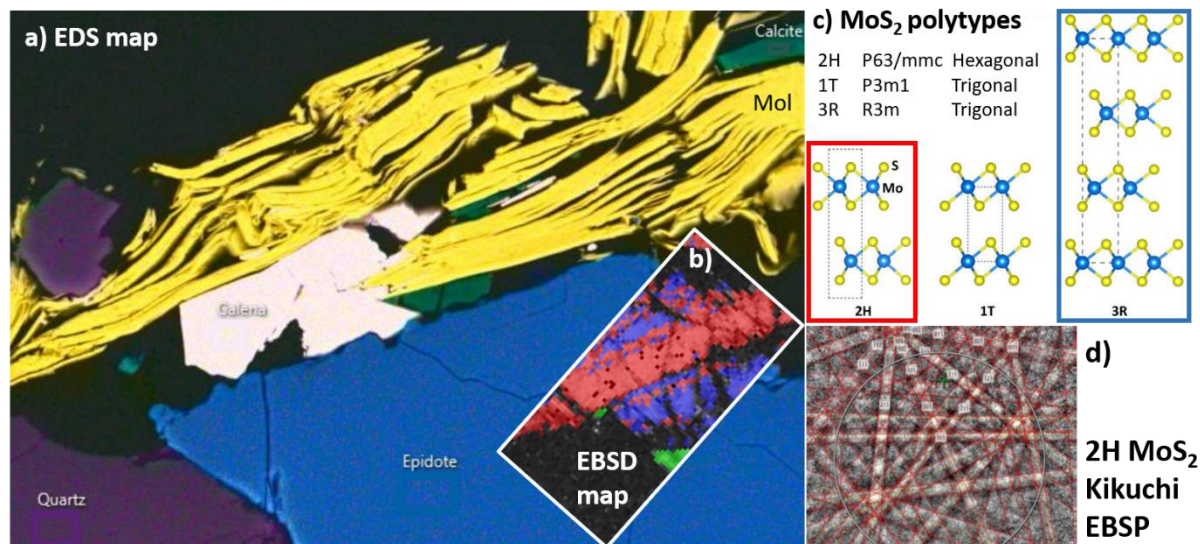 a) EDS map
Calcite
Mol
Galena
b)
EBSD
map
Epidote
Quartz
c) MoS₂ polytypes
2H P63/mmc Hexagonal
1T P3m1 Trigonal
3R R3m Trigonal
S
Mo
2H
1T
3R
d)
2H MoS₂
Kikuchi
EBSP